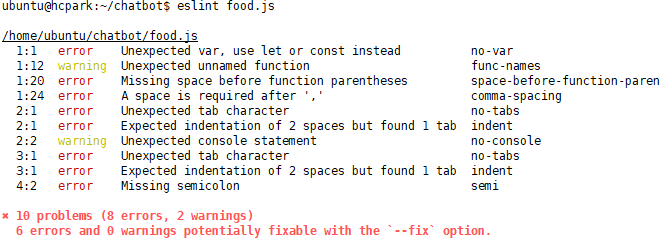 ubuntu@hcpark:~/chatbot$ eslint food.js
/home/ubuntu/chatbot/food.js
1:1 error Unexpected var, use let or const instead no-var
1:12 warning Unexpected unnamed function func-names
1:20 error Missing space before function parentheses space-before-function-paren
1:24 error A space is required after ',' comma-spacing
2:1 error Unexpected tab character no-tabs
2:1 error Expected indentation of 2 spaces but found 1 tab indent
2:2 warning Unexpected console statement no-console
3:1 error Unexpected tab character no-tabs
3:1 error Expected indentation of 2 spaces but found 1 tab indent
4:2 error Missing semicolon semi
✖ 10 problems (8 errors, 2 warnings)
6 errors and 0 warnings potentially fixable with the `--fix` option.